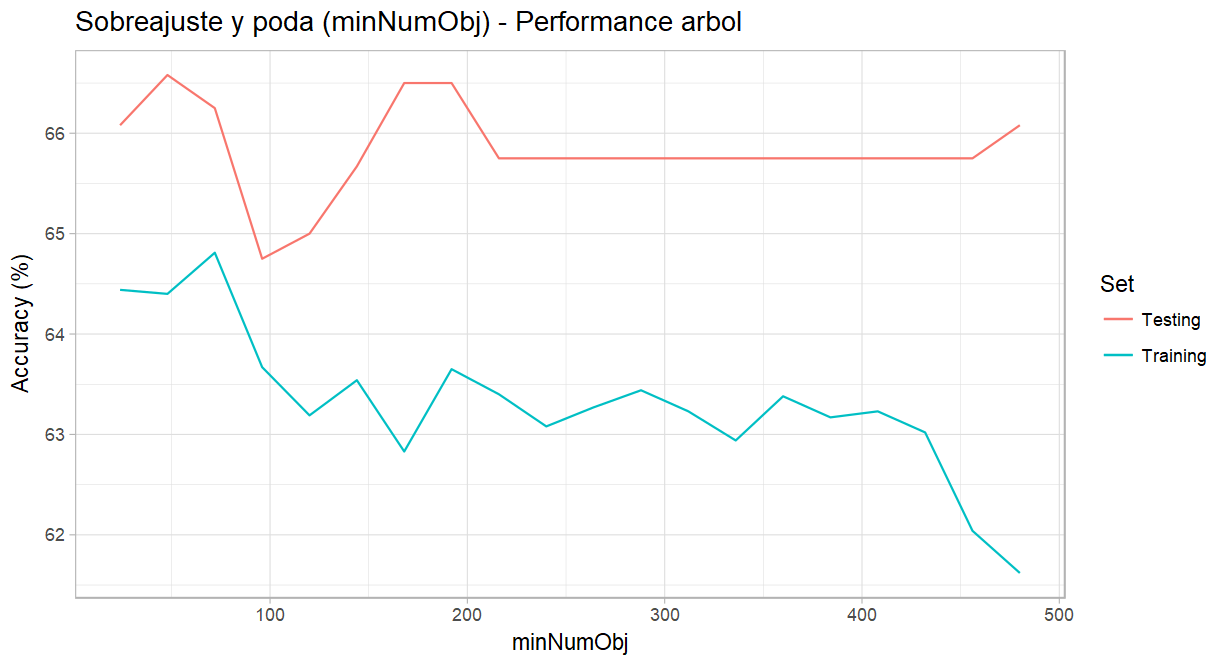 Sobreajuste y poda (minNumObj) - Performance arbol
Accuracy (%)
66
65
64
63
62
100 200 300 400 500
minNumObj
Set
Testing
Training